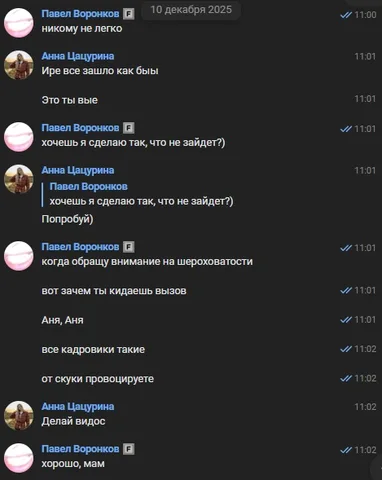 10 декабря 2025
Павел Воронков F 11:00
никому не легко
Анна Цацурина 11:01
Ире все зашло как быы
Это ты вые 11:01
Павел Воронков F 11:01
хочешь я сделаю так, что не зайдет?)
Анна Цацурина 11:01
Павел Воронков
хочешь я сделаю так, что не зайдет?)
Попробуй)
Павел Воронков F 11:01
когда обращу внимание на шероховатости
вот зачем ты кидаешь вызов 11:01
Аня, Аня 11:01
все кадровики такие 11:02
от скуки провоцируете 11:02
Анна Цацурина 11:02
Делай видос
Павел Воронков F 11:02
хорошо, мам